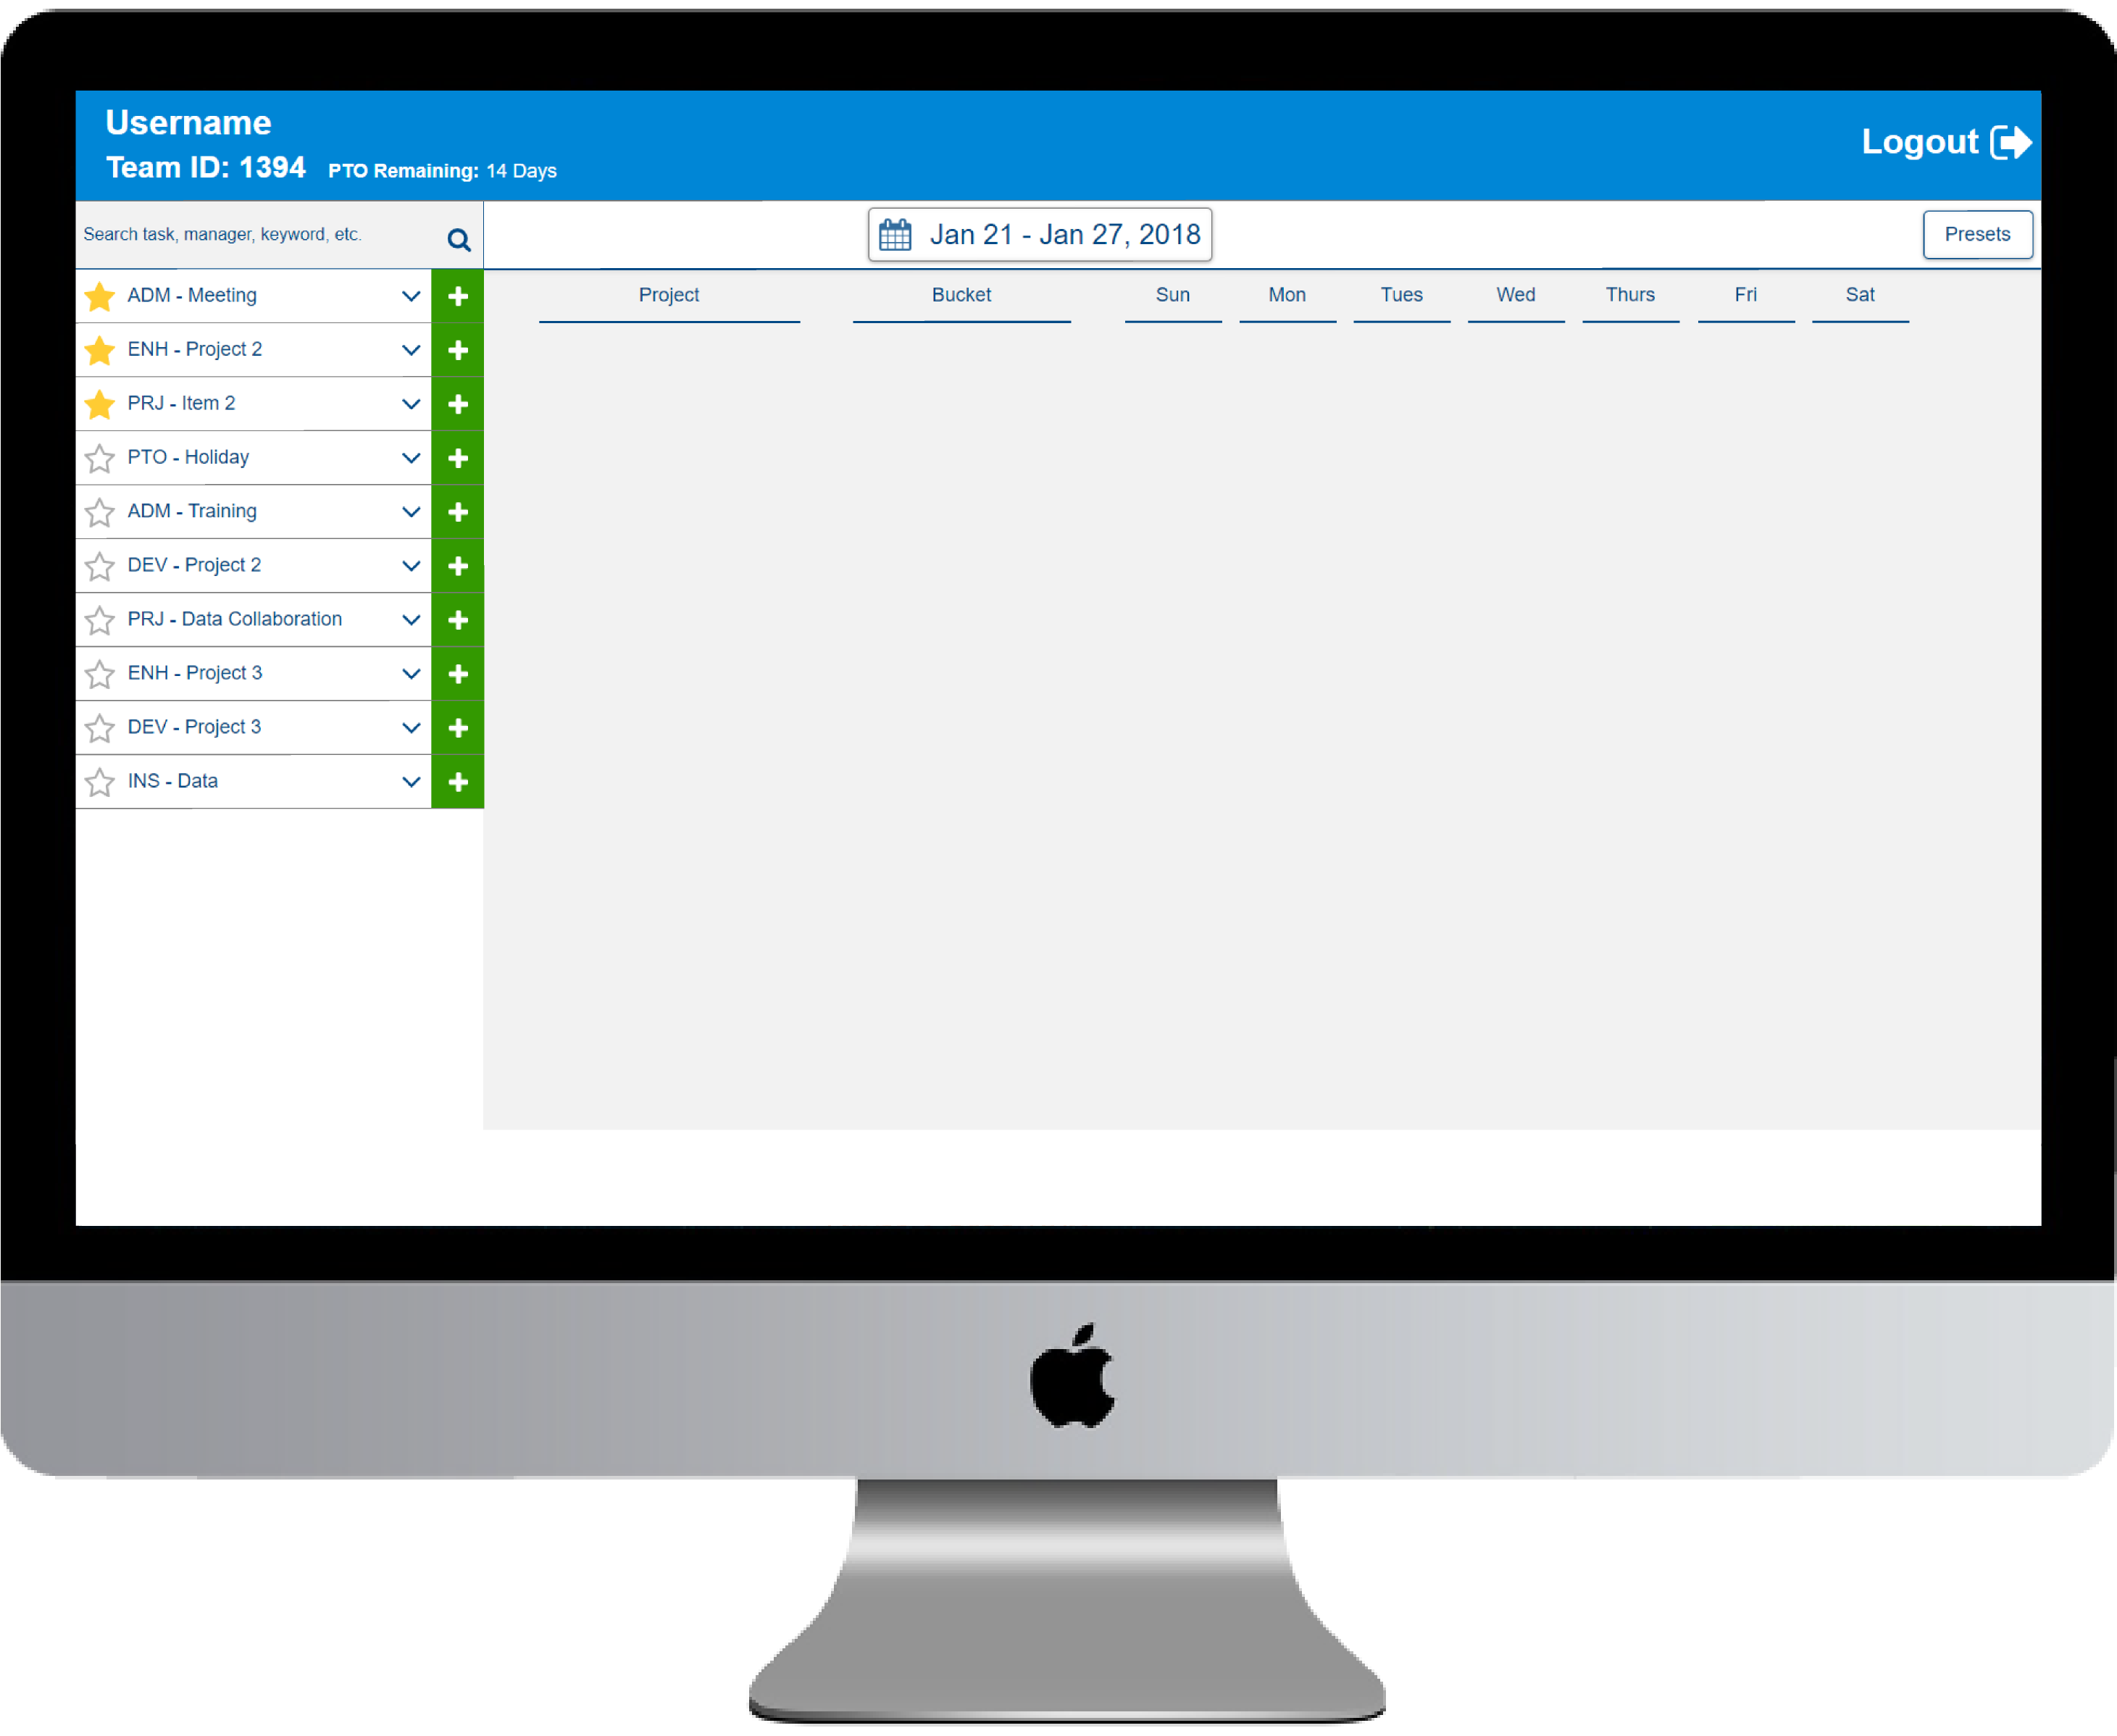 Username
Team ID: 1394 PTO Remaining: 14 Days
Logout
Search task, manager, keyword, etc.
Jan 21 - Jan 27, 2018
Presets
ADM - Meeting
ENH - Project 2
PRJ - Item 2
PTO - Holiday
ADM - Training
DEV - Project 2
PRJ - Data Collaboration
ENH - Project 3
DEV - Project 3
INS - Data
Project Bucket Sun Mon Tues Wed Thurs Fri Sat